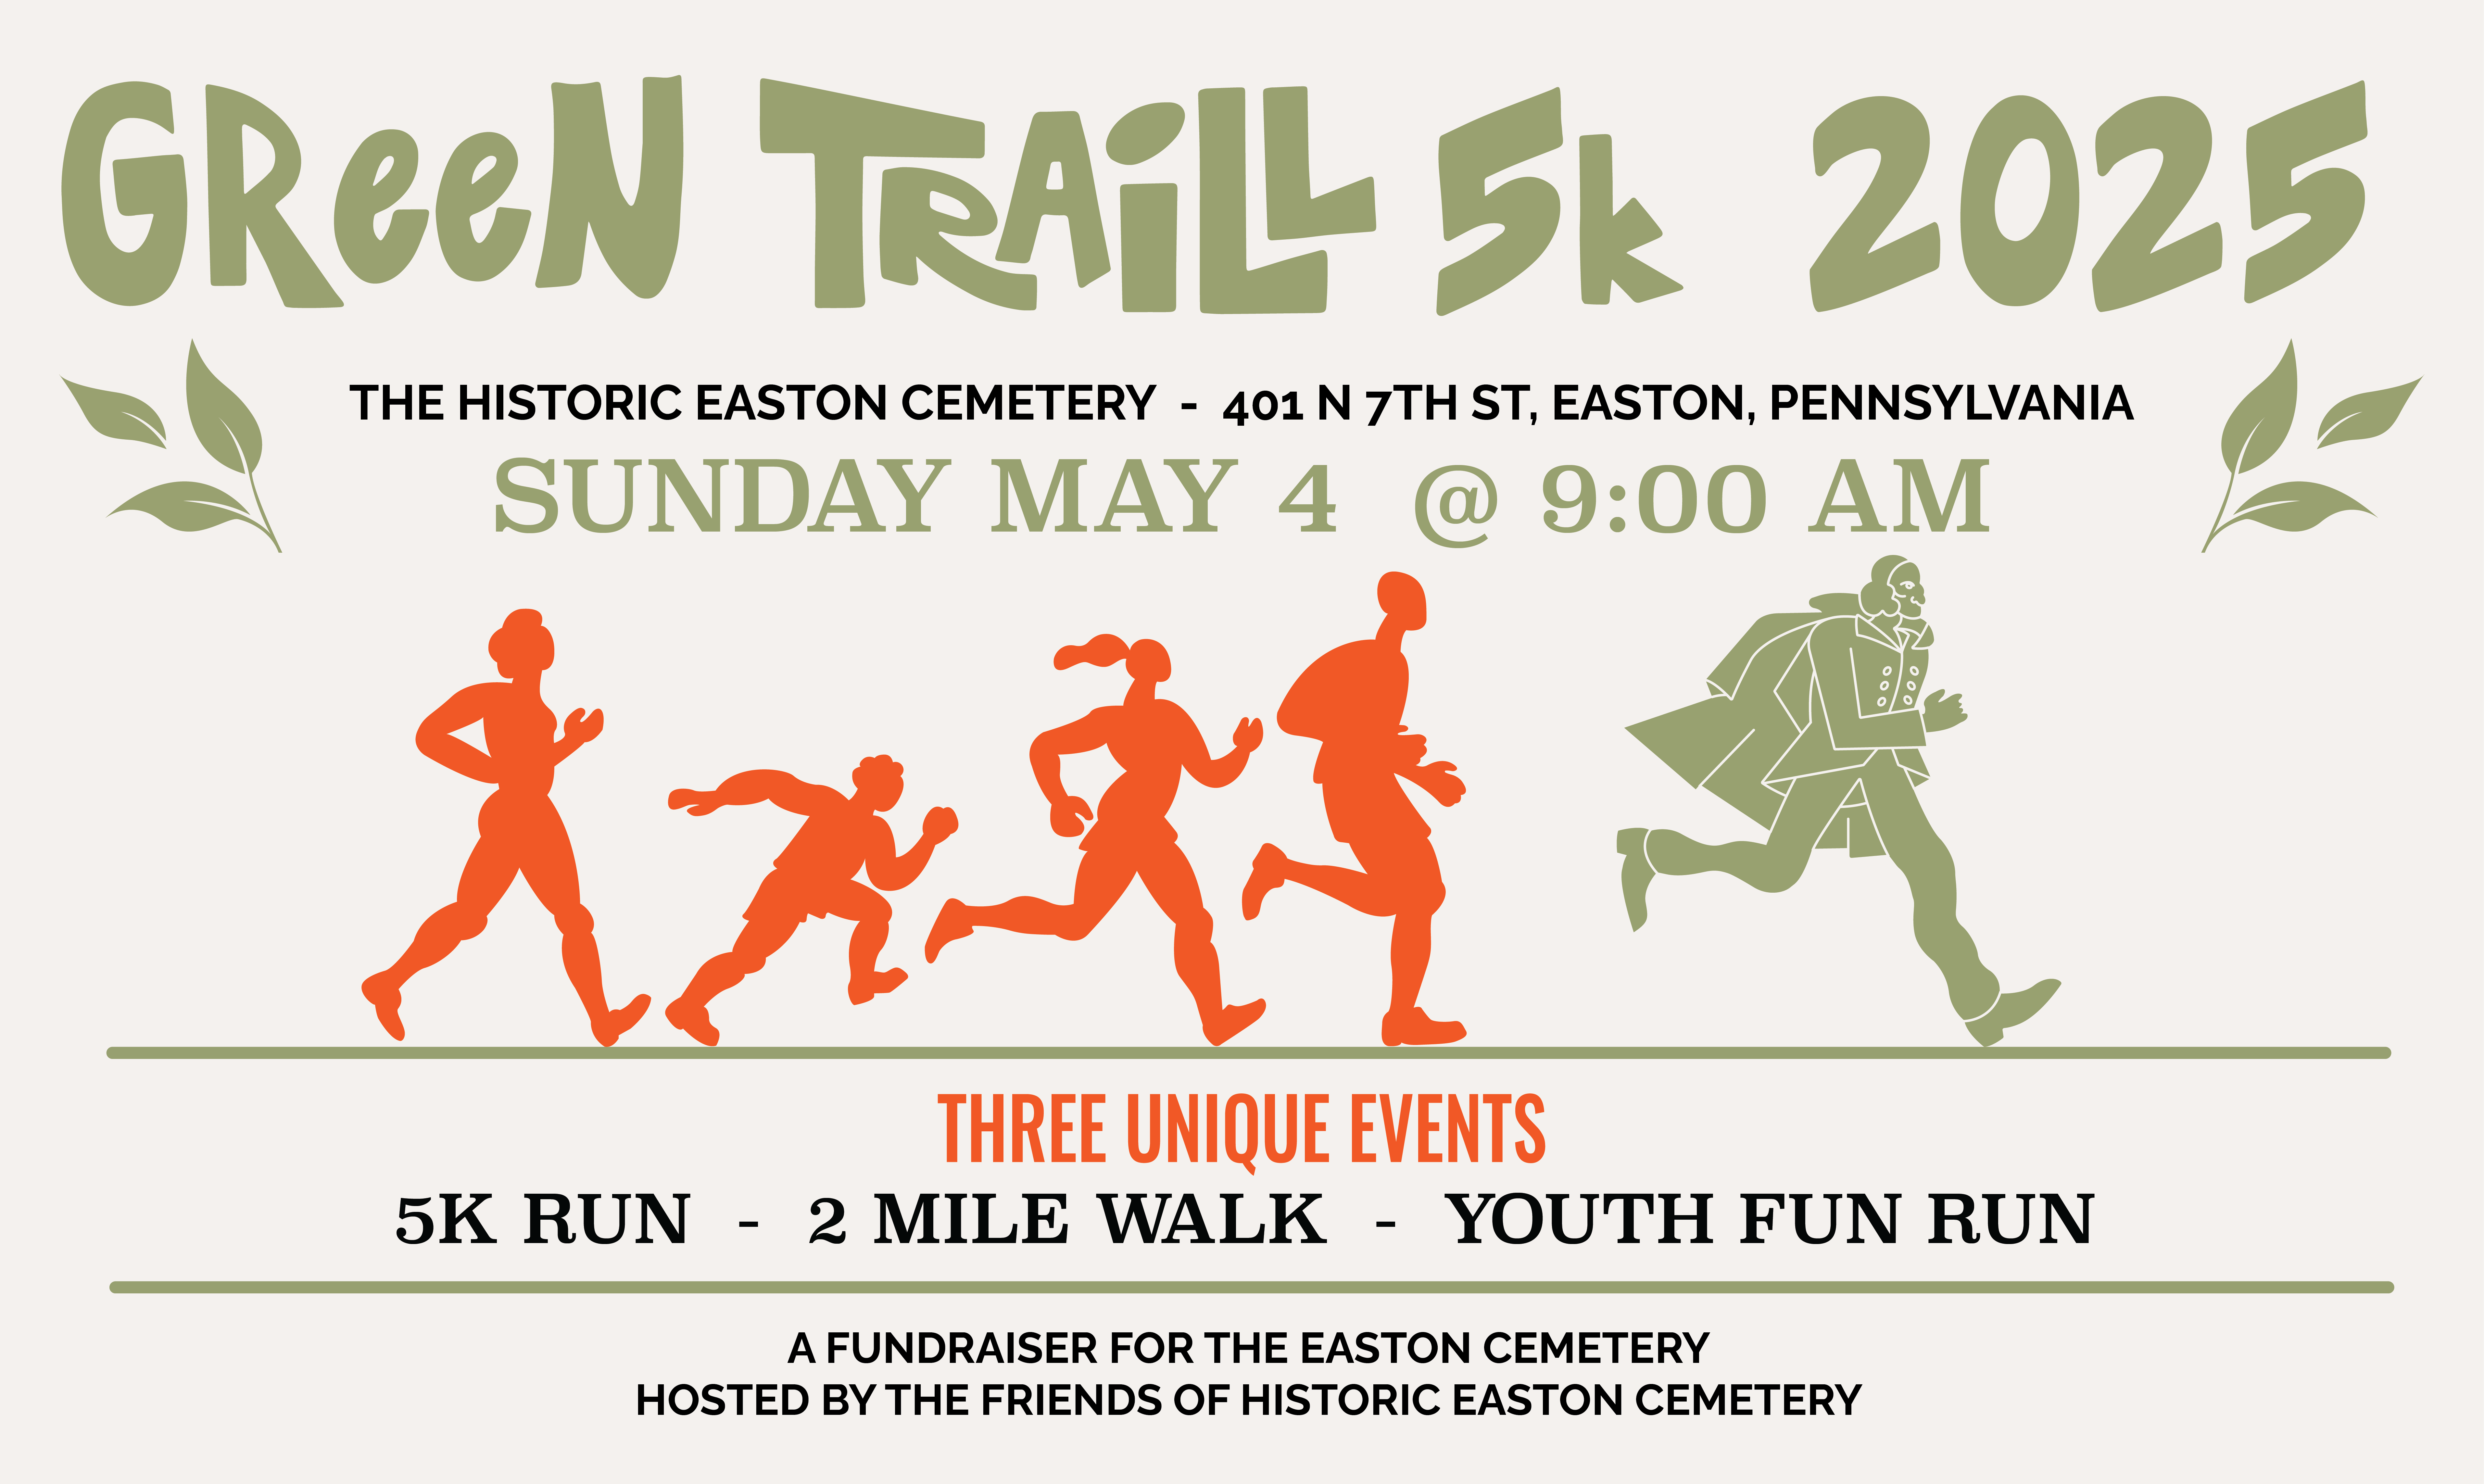 GReeN TRAiLL 5k 2025
THE HISTORIC EASTON CEMETERY - 401 N 7TH ST, EASTON, PENNSYLVANIA
SUNDAY MAY 4 @ 9:00 AM
THREE UNIQUE EVENTS
5K RUN - 2 MILE WALK - YOUTH FUN RUN
A FUNDRAISER FOR THE EASTON CEMETERY
HOSTED BY THE FRIENDS OF HISTORIC EASTON CEMETERY